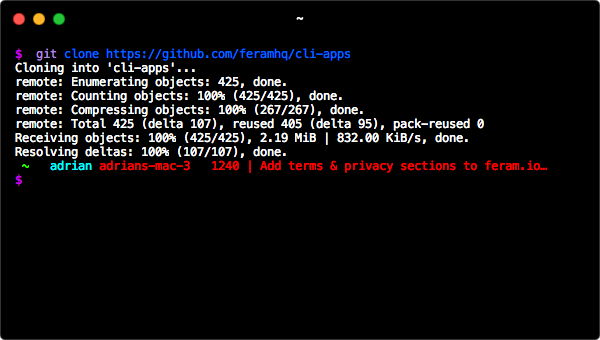 ~
$ git clone https://github.com/feramhq/cli-apps
Cloning into 'cli-apps'...
remote: Enumerating objects: 425, done.
remote: Counting objects: 100% (425/425), done.
remote: Compressing objects: 100% (267/267), done.
remote: Total 425 (delta 107), reused 405 (delta 95), pack-reused 0
Receiving objects: 100% (425/425), 2.19 MiB | 832.00 KiB/s, done.
Resolving deltas: 100% (107/107), done.
~ adrian adrians-mac-3 1240 | Add terms & privacy sections to feram.io…
$